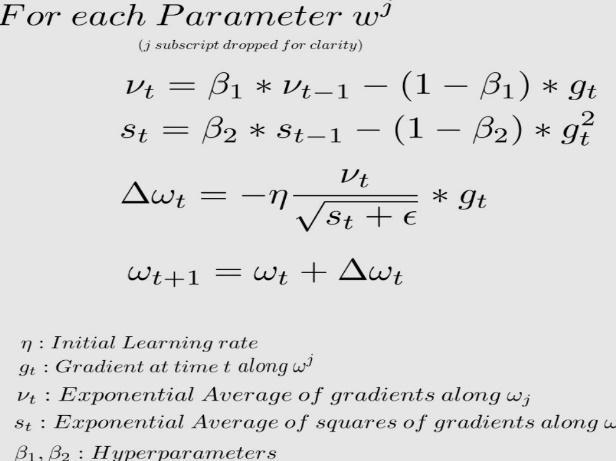 For each Parameter w^j
(j subscript dropped for clarity)
ν_t = β_1 * ν_{t−1} − (1 − β_1) * g_t
s_t = β_2 * s_{t−1} − (1 − β_2) * g_t^2
Δω_t = −η ν_t / √(s_t + ϵ) * g_t
ω_{t+1} = ω_t + Δω_t
η : Initial Learning rate
g_t : Gradient at time t along ω^j
ν_t : Exponential Average of gradients along ω_j
s_t : Exponential Average of squares of gradients along ω
β_1, β_2 : Hyperparameters